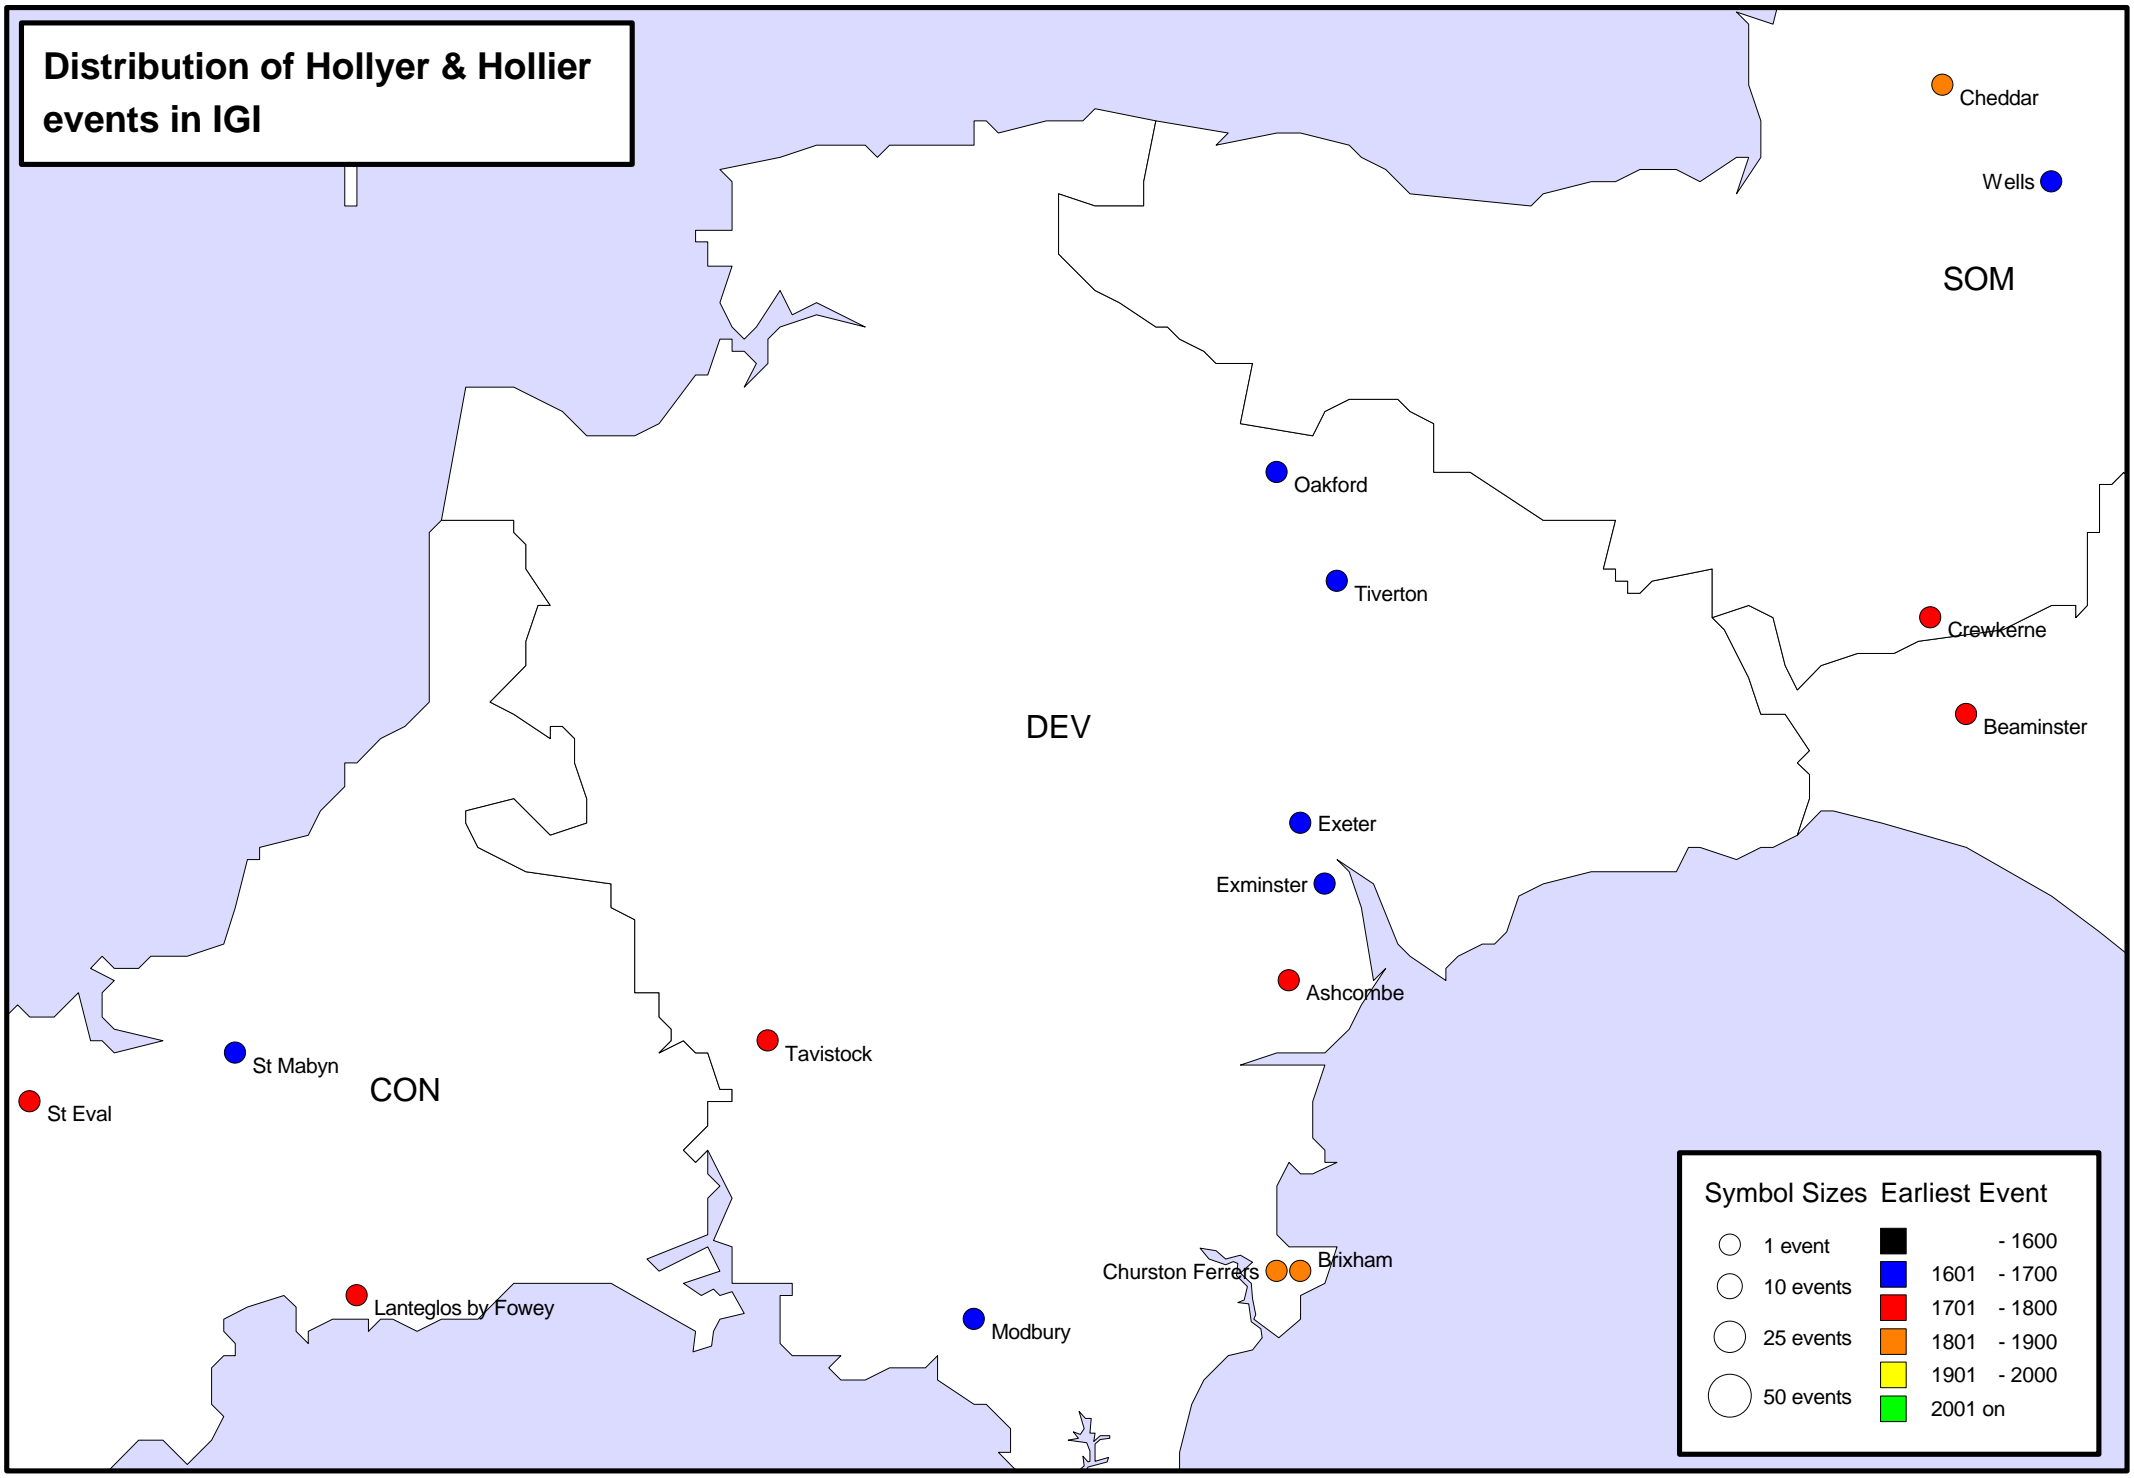 Distribution of Hollyer & Hollier
events in IGI
Cheddar
Wells
SOM
Oakford
Tiverton
Crewkerne
DEV
Beaminster
Exeter
Exminster
Ashcombe
Tavistock
St Mabyn
CON
St Eval
Churston Ferrers
Brixham
Lanteglos by Fowey
Modbury
Symbol Sizes Earliest Event
1 event - 1600
1601 - 1700
10 events
1701 - 1800
25 events 1801 - 1900
1901 - 2000
50 events
2001 on